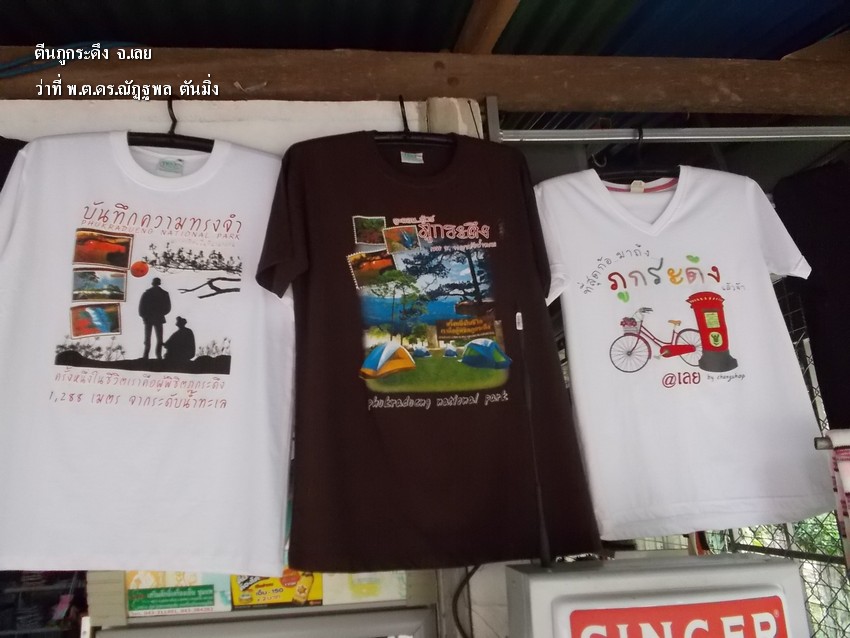 ตีนภูกระดึง จ.เลย
ว่าที่ พ.ต.ดร.ณัฏฐพล ตันมิ่ง
บันทึกความทรงจำ
PHUKRADUENG NATIONAL PARK
ครั้งหนึ่งในชีวิตเราคือผู้พิชิตภูกระดึง
1,288 เมตร จากระดับน้ำทะเล
ภูกระดึง
phukradueng national park
ที่สุดก้อ มาถึง
ภูกระดึง
แล้วจ้า
@เลย
SINGER